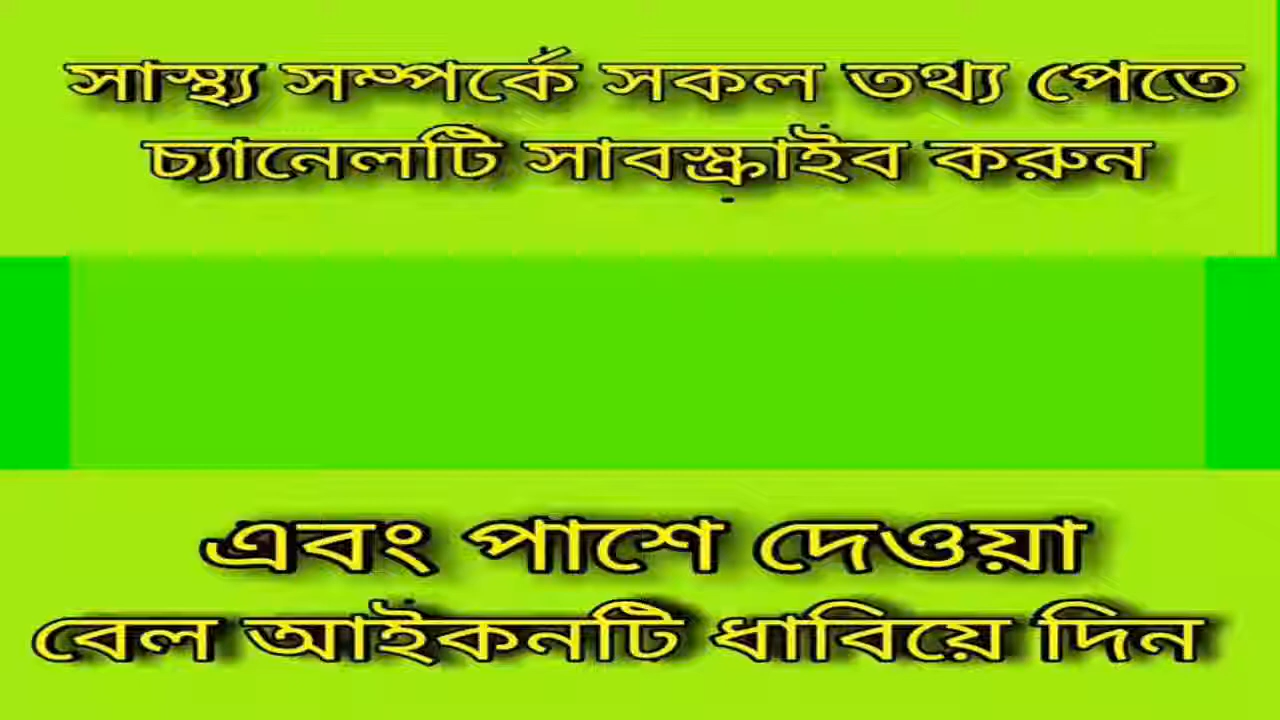 সাস্থ্য সম্পর্কে সকল তথ্য পেতে
চ্যানেলটি সাবস্ক্রাইব করুন
এবং পাশে দেওয়া
বেল আইকনটি ধাবিয়ে দিন